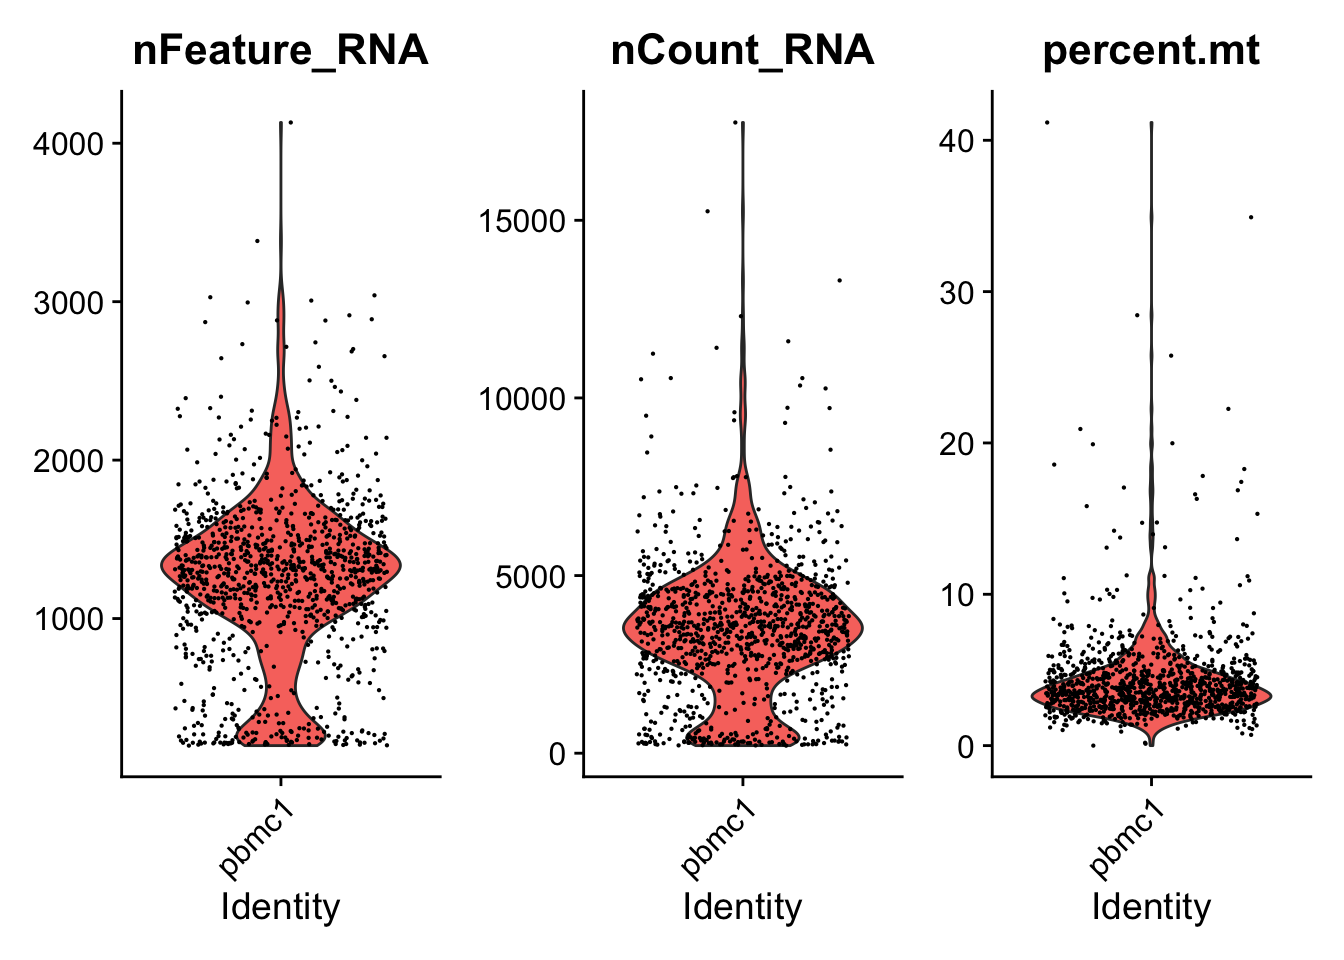 nFeature_RNA
4000
3000
2000
1000
pbmc1
Identity
nCount_RNA
15000
10000
5000
0
pbmc1
Identity
percent.mt
40
30
20
10
0
pbmc1
Identity